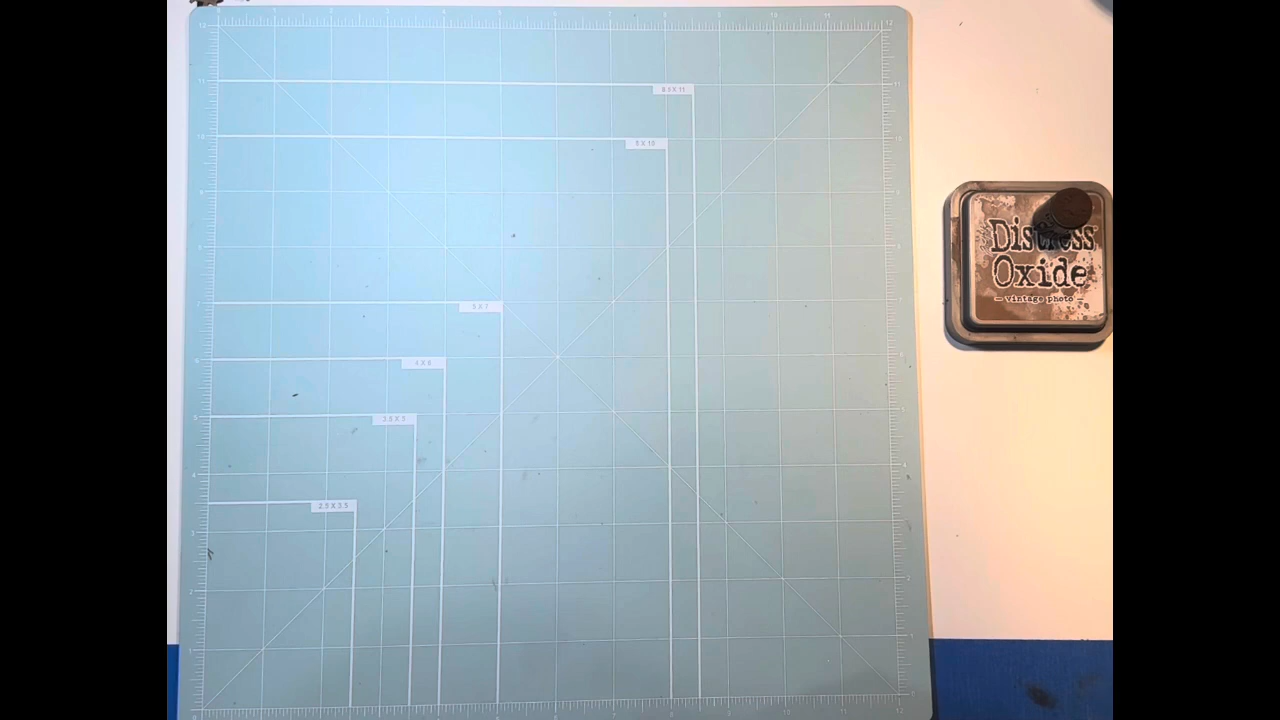 8.5 X 11
8 X 10
5 X 7
4 X 6
3.5 X 5
2.5 X 3.5
Distress
Oxide
— vintage photo —